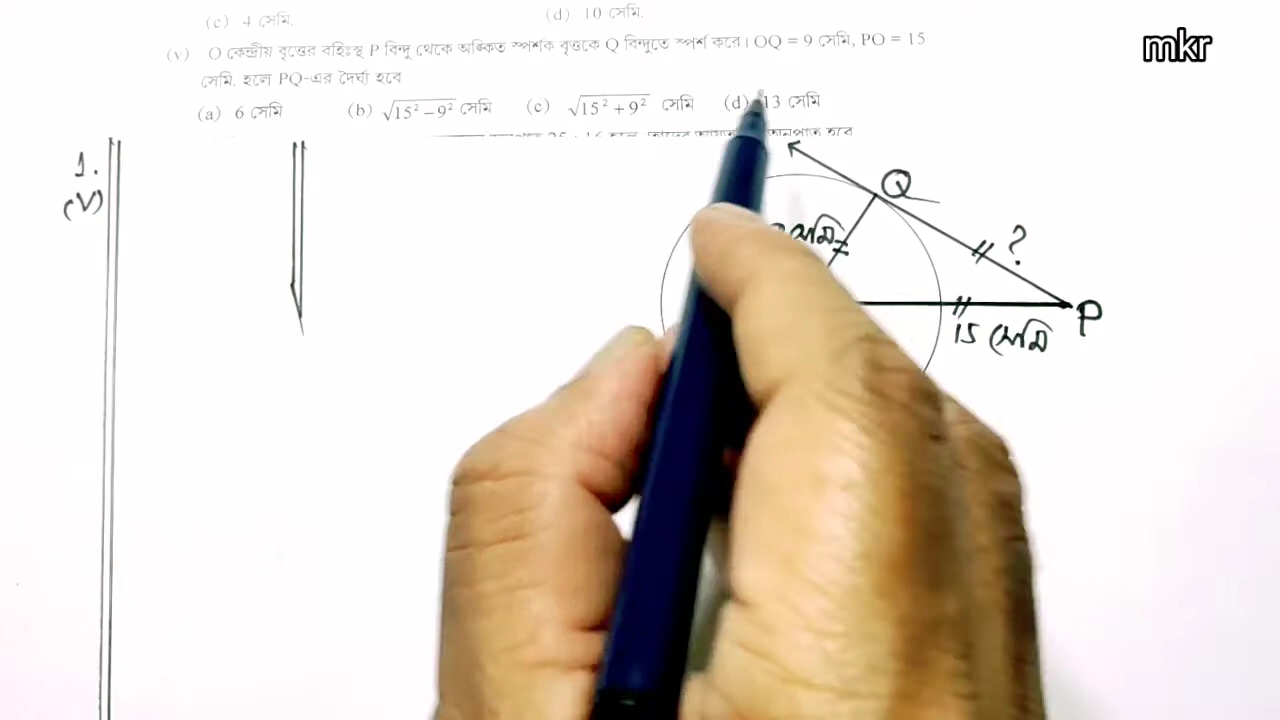 (c) 4 সেমি. (d) 10 সেমি.
(v) O কেন্দ্রীয় বৃত্তের বহিঃস্থ P বিন্দু থেকে অঙ্কিত স্পর্শক বৃত্তকে Q বিন্দুতে স্পর্শ করে। OQ = 9 সেমি, PO = 15
সেমি. হলে PQ-এর দৈর্ঘ্য হবে
(a) 6 সেমি (b) √15² – 9² সেমি (c) √15² + 9² সেমি (d) 13 সেমি
mkr
1.
(V)
Q
সেমি
?
P
15 সেমি